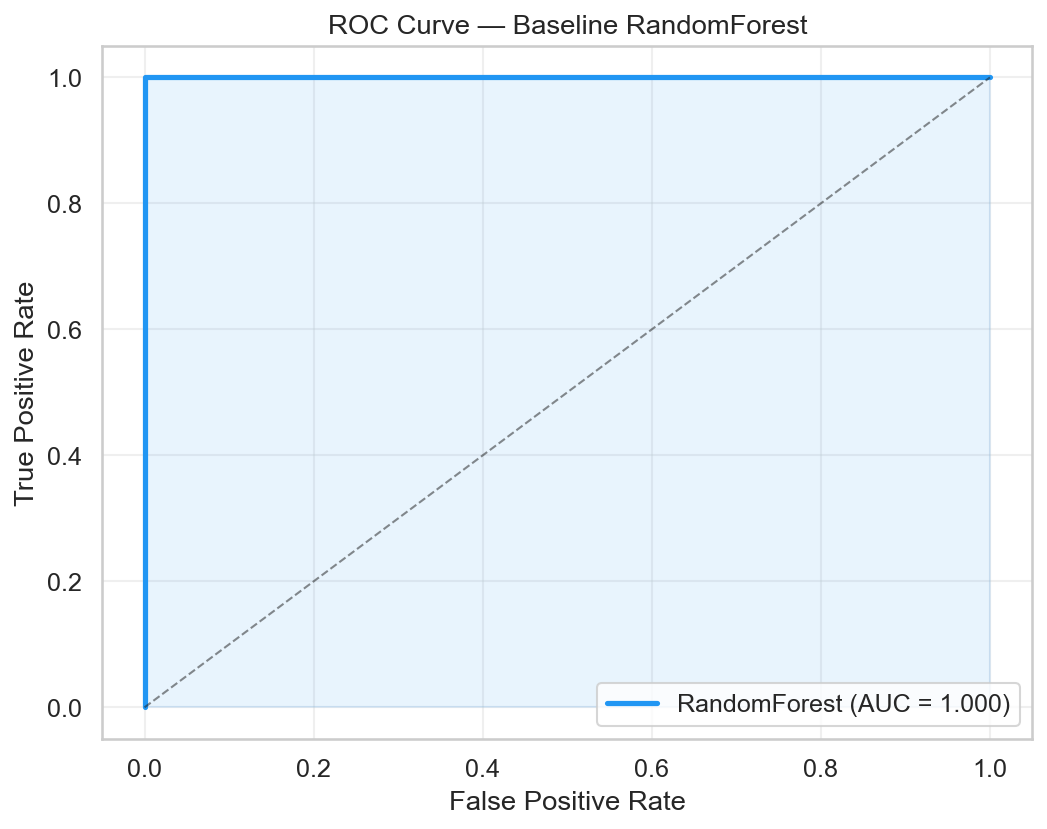 ROC Curve — Baseline RandomForest
True Positive Rate
1.0
0.8
0.6
0.4
0.2
0.0
RandomForest (AUC = 1.000)
0.0 0.2 0.4 0.6 0.8 1.0
False Positive Rate